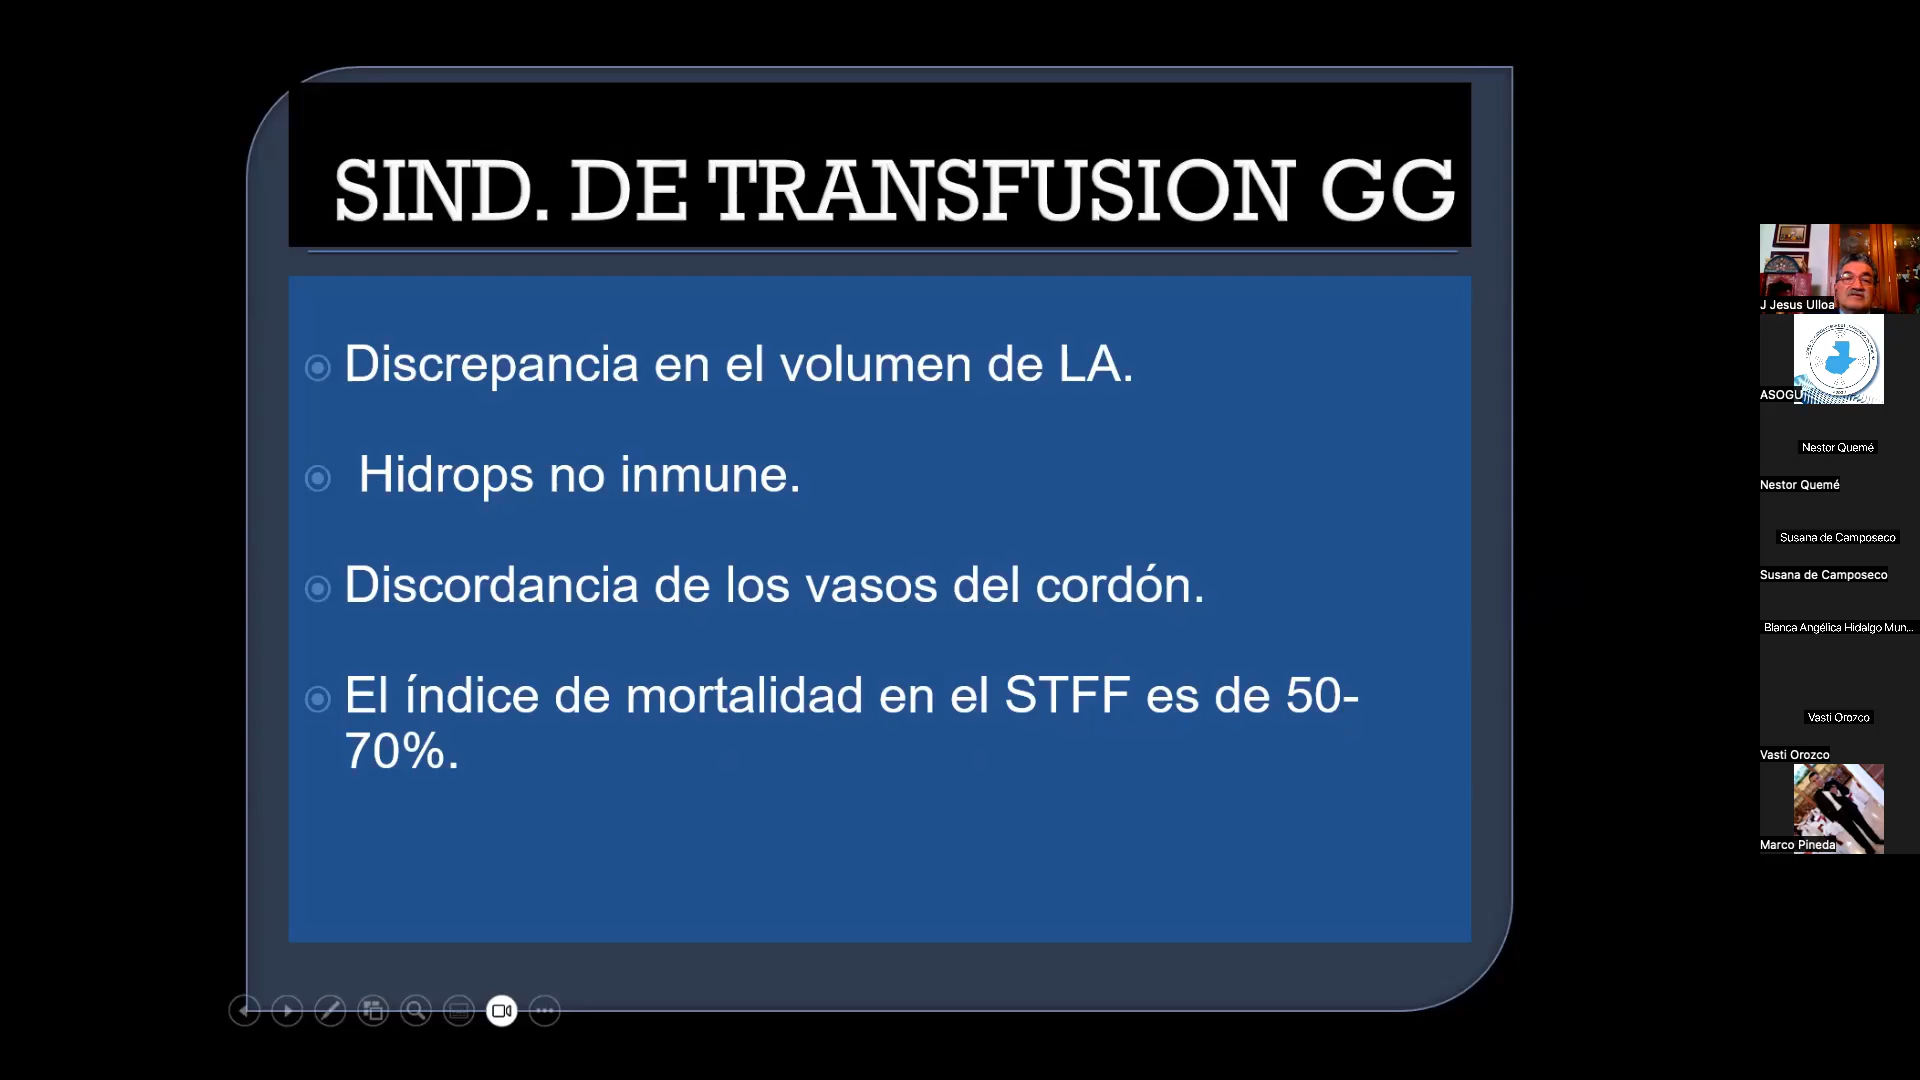 SIND. DE TRANSFUSION GG
Discrepancia en el volumen de LA.
Hidrops no inmune.
Discordancia de los vasos del cordón.
El índice de mortalidad en el STFF es de 50-
70%.
J Jesus Ulloa
ASOGU
Nestor Quemé
Nestor Quemé
Susana de Camposeco
Susana de Camposeco
Blanca Angélica Hidalgo Mun...
Vasti Orozco
Vasti Orozco
Marco Pineda